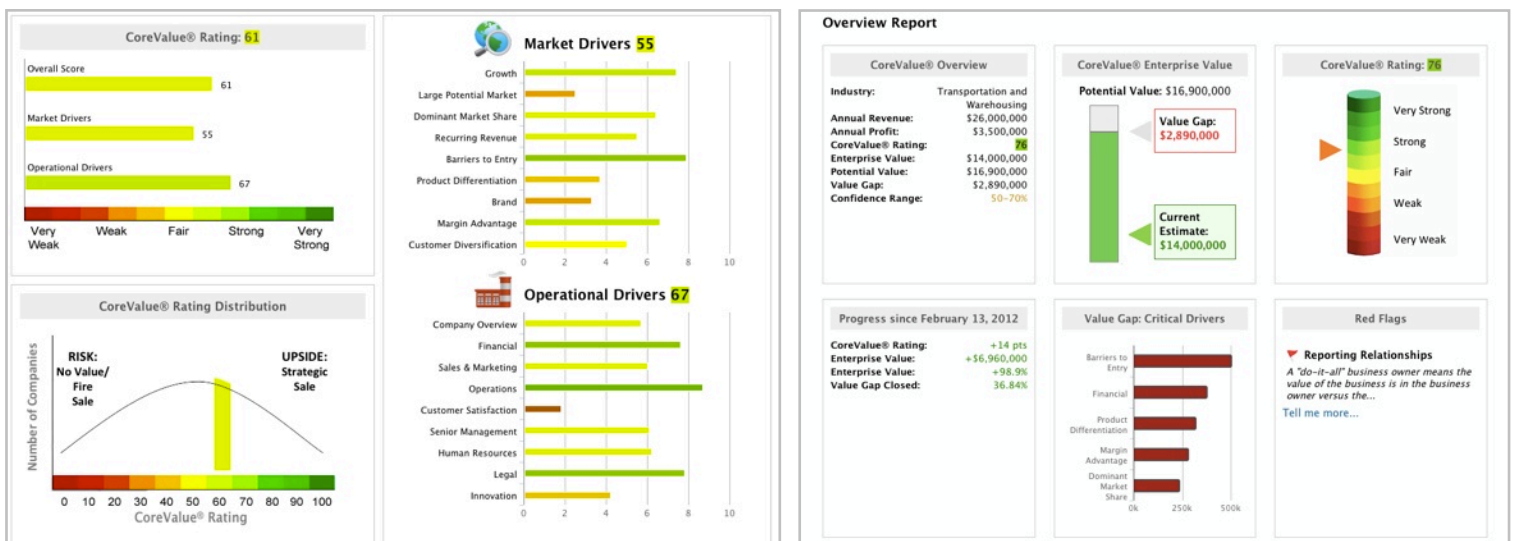 CoreValue® Rating: 61
Overall Score
61
Market Drivers
55
Operational Drivers
67
Very Weak
Weak
Fair
Strong
Very Strong
CoreValue® Rating Distribution
Number of Companies
RISK:
No Value/
Fire
Sale
UPSIDE:
Strategic
Sale
0 10 20 30 40 50 60 70 80 90 100
CoreValue® Rating
Market Drivers 55
Growth
Large Potential Market
Dominant Market Share
Recurring Revenue
Barriers to Entry
Product Differentiation
Brand
Margin Advantage
Customer Diversification
0 2 4 6 8 10
Operational Drivers 67
Company Overview
Financial
Sales & Marketing
Operations
Customer Satisfaction
Senior Management
Human Resources
Legal
Innovation
0 2 4 6 8 10
Overview Report
CoreValue® Overview
Industry: Transportation and
Warehousing
Annual Revenue: $26,000,000
Annual Profit: $3,500,000
CoreValue® Rating: 76
Enterprise Value: $14,000,000
Potential Value: $16,900,000
Value Gap: $2,890,000
Confidence Range: 50-70%
CoreValue® Enterprise Value
Potential Value: $16,900,000
Value Gap:
$2,890,000
Current
Estimate:
$14,000,000
CoreValue® Rating: 76
Very Strong
Strong
Fair
Weak
Very Weak
Progress since February 13, 2012
CoreValue® Rating: +14 pts
Enterprise Value: +$6,960,000
Enterprise Value: +98.9%
Value Gap Closed: 36.84%
Value Gap: Critical Drivers
Barriers to
Entry
Financial
Product
Differentiation
Margin
Advantage
Dominant
Market
Share
0k 250k 500k
Red Flags
Reporting Relationships
A "do-it-all" business owner means the
value of the business is in the business
owner versus the...
Tell me more...